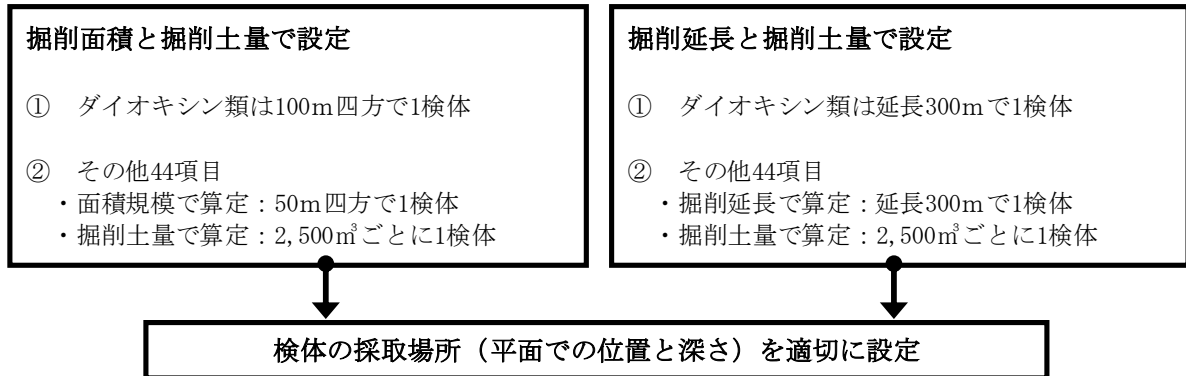 掘削面積と掘削土量で設定
① ダイオキシン類は100m四方で1検体
② その他44項目
・面積規模で算定：50m四方で1検体
・掘削土量で算定：2,500㎥ごとに1検体
掘削延長と掘削土量で設定
① ダイオキシン類は延長300mで1検体
② その他44項目
・掘削延長で算定：延長300mで1検体
・掘削土量で算定：2,500㎥ごとに1検体
検体の採取場所（平面での位置と深さ）を適切に設定